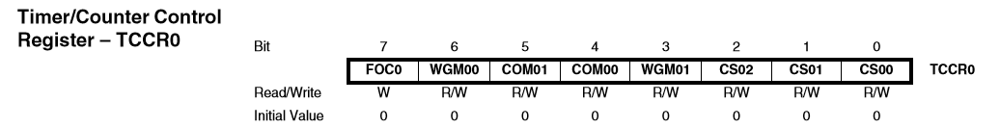 Timer/Counter Control
Register – TCCR0
Bit 7 6 5 4 3 2 1 0
FOC0 WGM00 COM01 COM00 WGM01 CS02 CS01 CS00 TCCR0
Read/Write W R/W R/W R/W R/W R/W R/W R/W
Initial Value 0 0 0 0 0 0 0 0